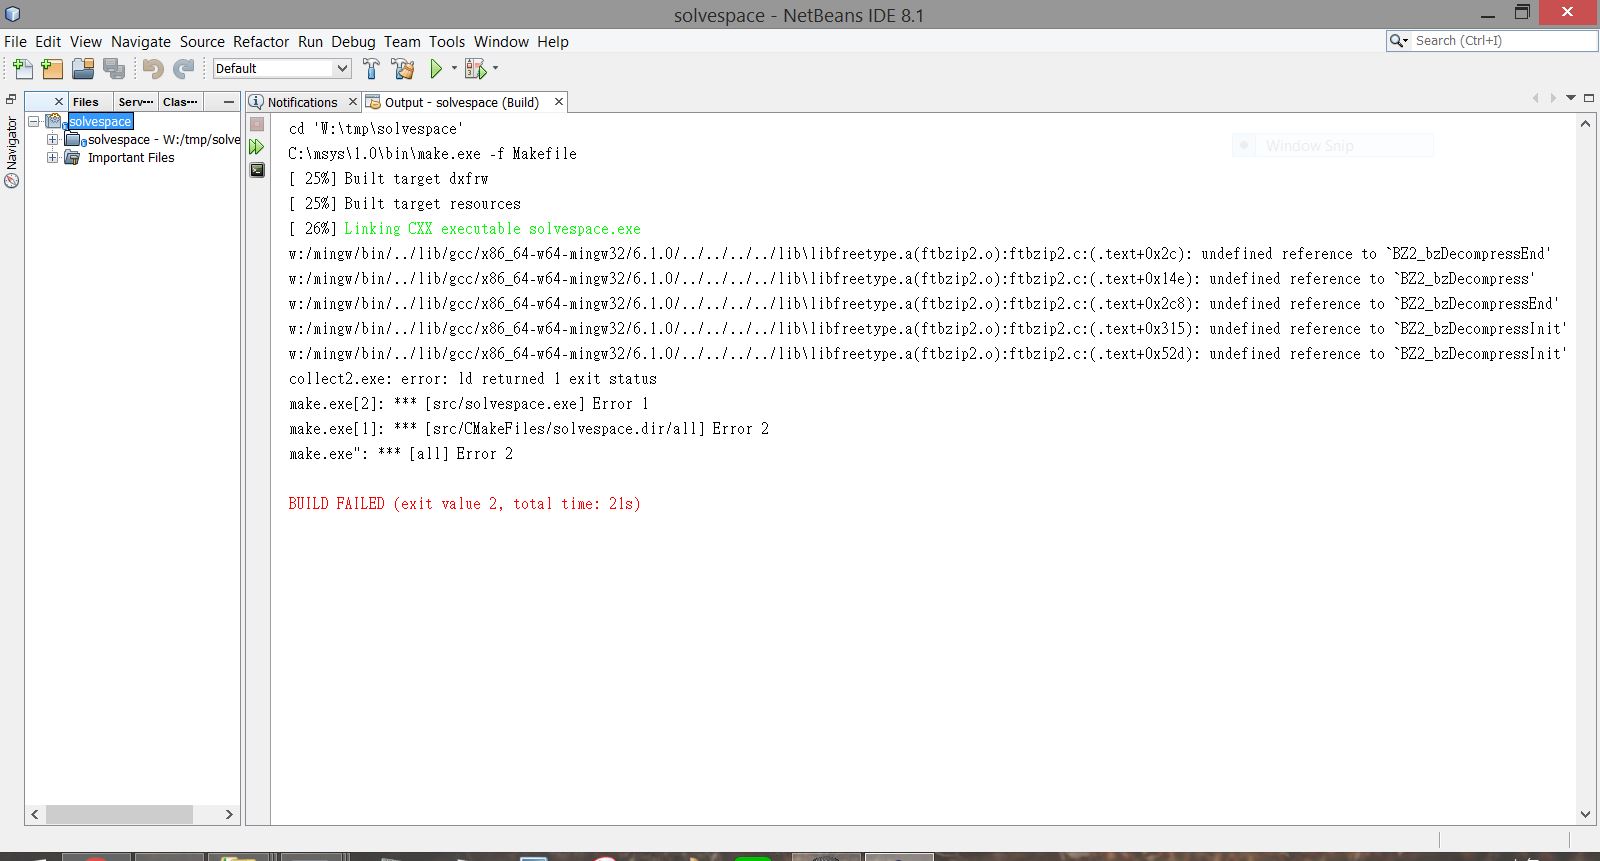 solvespace - NetBeans IDE 8.1
File Edit View Navigate Source Refactor Run Debug Team Tools Window Help
Search (Ctrl+I)
Default
Files Serv··· Clas···
Notifications
Output - solvespace (Build)
Navigator
solvespace
solvespace - W:/tmp/solve
Important Files
Window Snip
cd 'W:\tmp\solvespace'
C:\msys\1.0\bin\make.exe -f Makefile
[ 25%] Built target dxfrw
[ 25%] Built target resources
[ 26%] Linking CXX executable solvespace.exe
w:/mingw/bin/../lib/gcc/x86_64-w64-mingw32/6.1.0/../../../../lib\libfreetype.a(ftbzip2.o):ftbzip2.c:(.text+0x2c): undefined reference to `BZ2_bzDecompressEnd'
w:/mingw/bin/../lib/gcc/x86_64-w64-mingw32/6.1.0/../../../../lib\libfreetype.a(ftbzip2.o):ftbzip2.c:(.text+0x14e): undefined reference to `BZ2_bzDecompress'
w:/mingw/bin/../lib/gcc/x86_64-w64-mingw32/6.1.0/../../../../lib\libfreetype.a(ftbzip2.o):ftbzip2.c:(.text+0x2c8): undefined reference to `BZ2_bzDecompressEnd'
w:/mingw/bin/../lib/gcc/x86_64-w64-mingw32/6.1.0/../../../../lib\libfreetype.a(ftbzip2.o):ftbzip2.c:(.text+0x315): undefined reference to `BZ2_bzDecompressInit'
w:/mingw/bin/../lib/gcc/x86_64-w64-mingw32/6.1.0/../../../../lib\libfreetype.a(ftbzip2.o):ftbzip2.c:(.text+0x52d): undefined reference to `BZ2_bzDecompressInit'
collect2.exe: error: ld returned 1 exit status
make.exe[2]: *** [src/solvespace.exe] Error 1
make.exe[1]: *** [src/CMakeFiles/solvespace.dir/all] Error 2
make.exe": *** [all] Error 2
BUILD FAILED (exit value 2, total time: 21s)